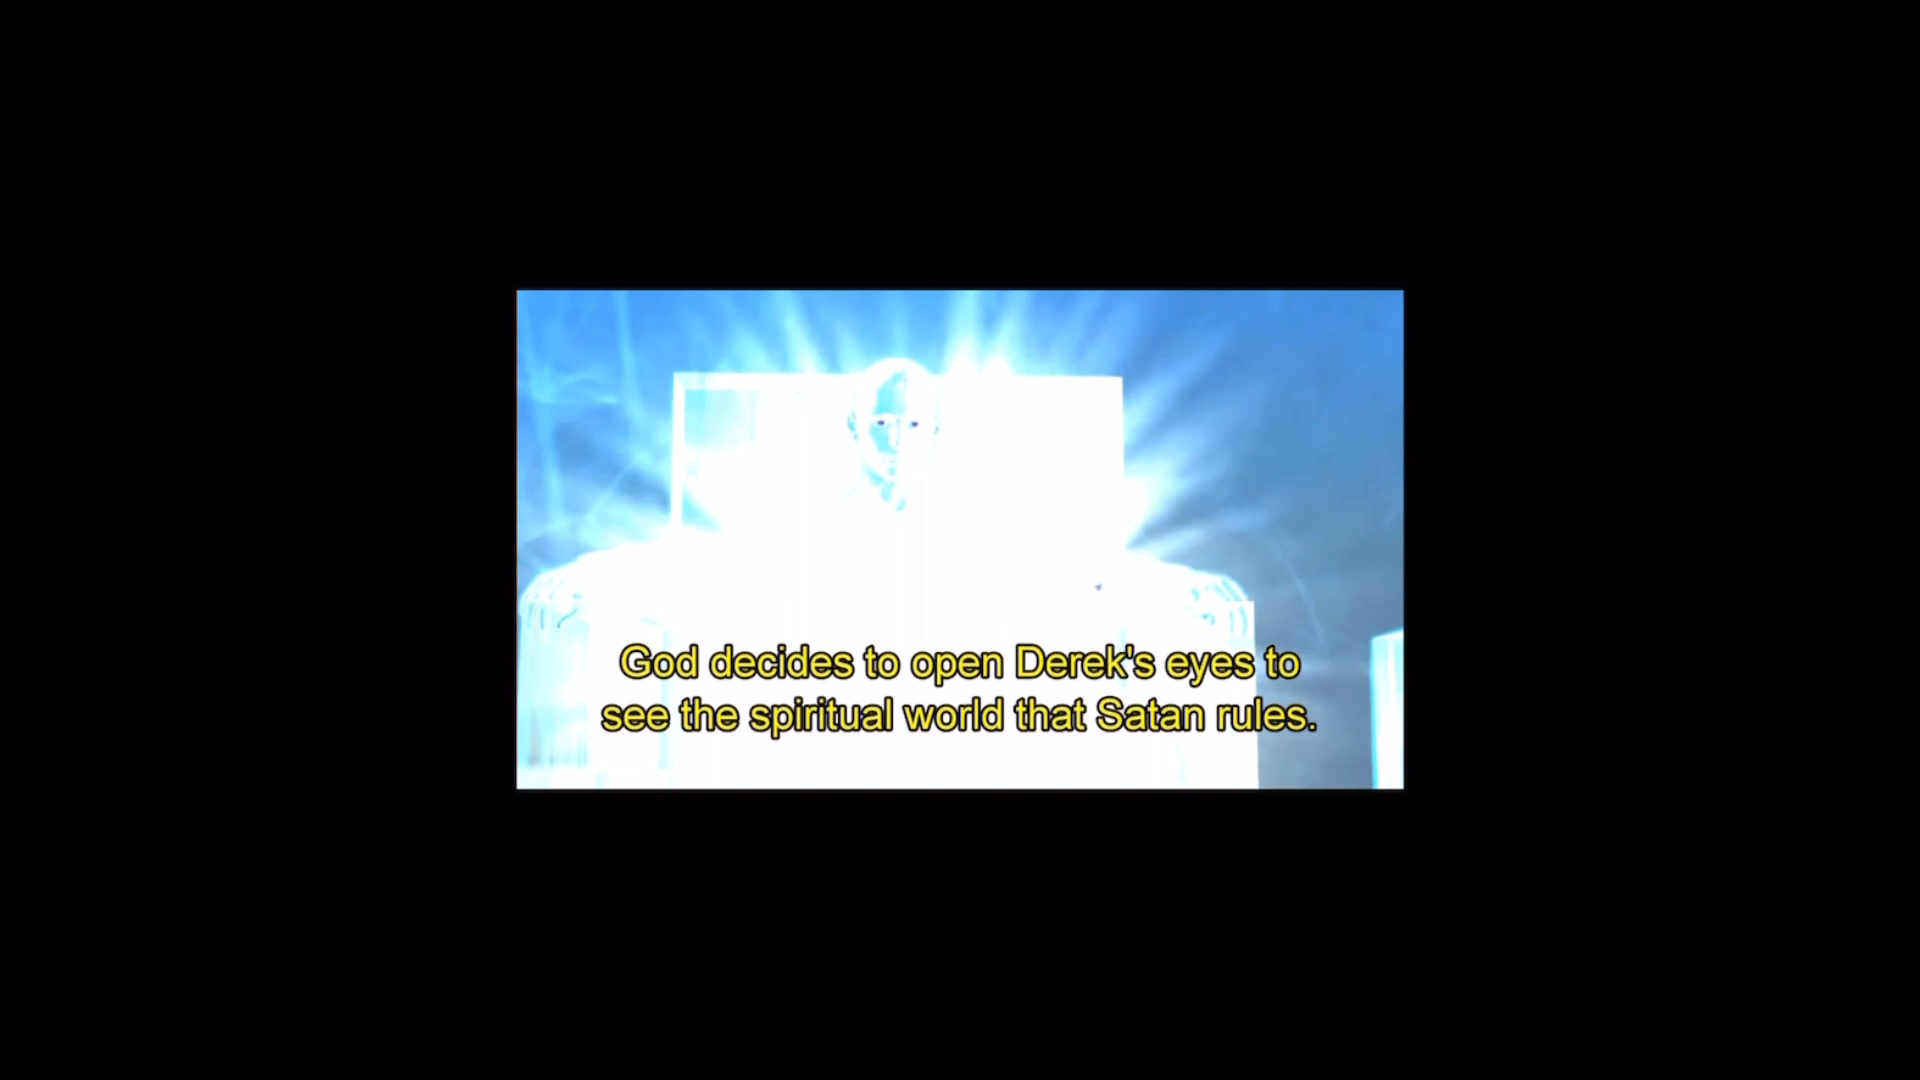 God decides to open Derek's eyes to
see the spiritual world that Satan rules.